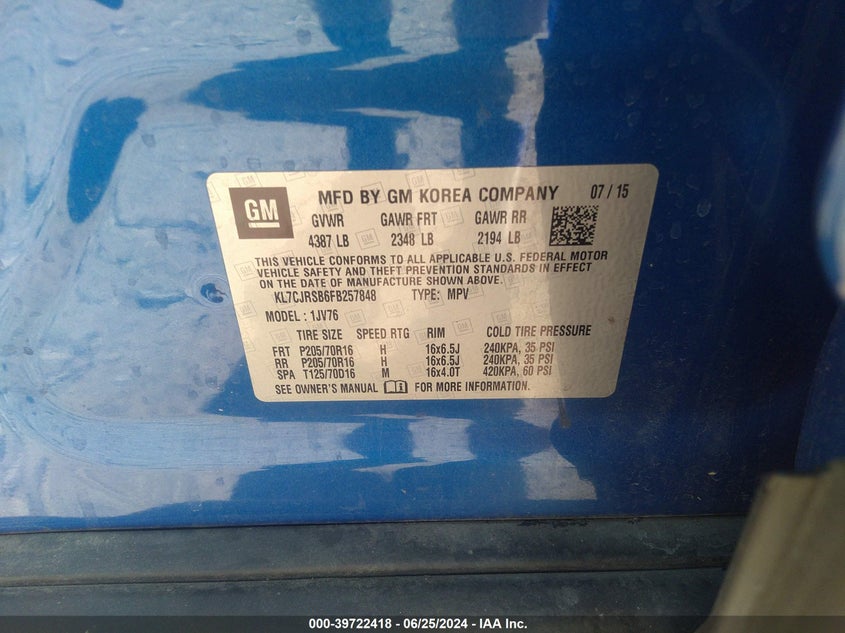 GM
MFD BY GM KOREA COMPANY 07 / 15
GVWR GAWR FRT GAWR RR
4387 LB 2348 LB 2194 LB
THIS VEHICLE CONFORMS TO ALL APPLICABLE U.S. FEDERAL MOTOR
VEHICLE SAFETY AND THEFT PREVENTION STANDARDS IN EFFECT
ON THE DATE OF MANUFACTURE SHOWN ABOVE.
KL7CJRSB6FB257848 TYPE: MPV
MODEL : 1JV76
TIRE SIZE SPEED RTG RIM COLD TIRE PRESSURE
FRT P205/70R16 H 16x6.5J 240KPA, 35 PSI
RR P205/70R16 H 16x6.5J 240KPA, 35 PSI
SPA T125/70D16 M 16x4.0T 420KPA, 60 PSI
SEE OWNER'S MANUAL FOR MORE INFORMATION.
000-39722418 - 06/25/2024 - IAA Inc.